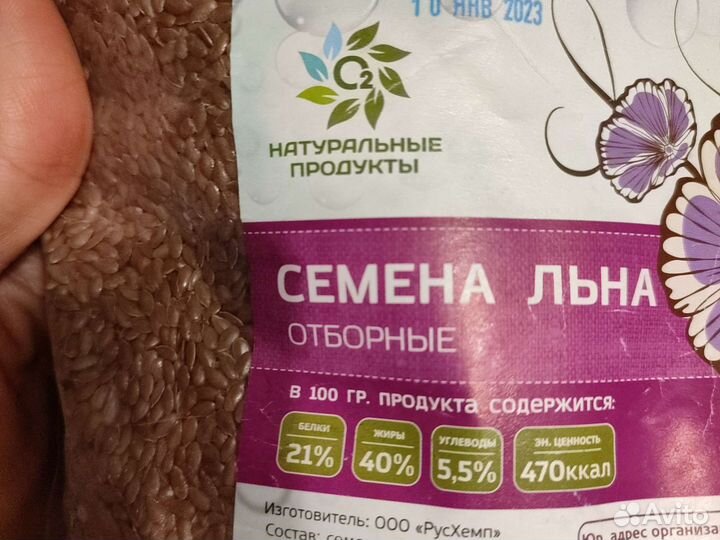 10 ЯНВ 2023
О2
НАТУРАЛЬНЫЕ
ПРОДУКТЫ
СЕМЕНА ЛЬНА
ОТБОРНЫЕ
В 100 ГР. ПРОДУКТА СОДЕРЖИТСЯ:
БЕЛКИ ЖИРЫ УГЛЕВОДЫ ЭН. ЦЕННОСТЬ
21% 40% 5,5% 470ккал
Изготовитель: ООО «РусХемп»
Состав:
Юр. адрес организа
Avito